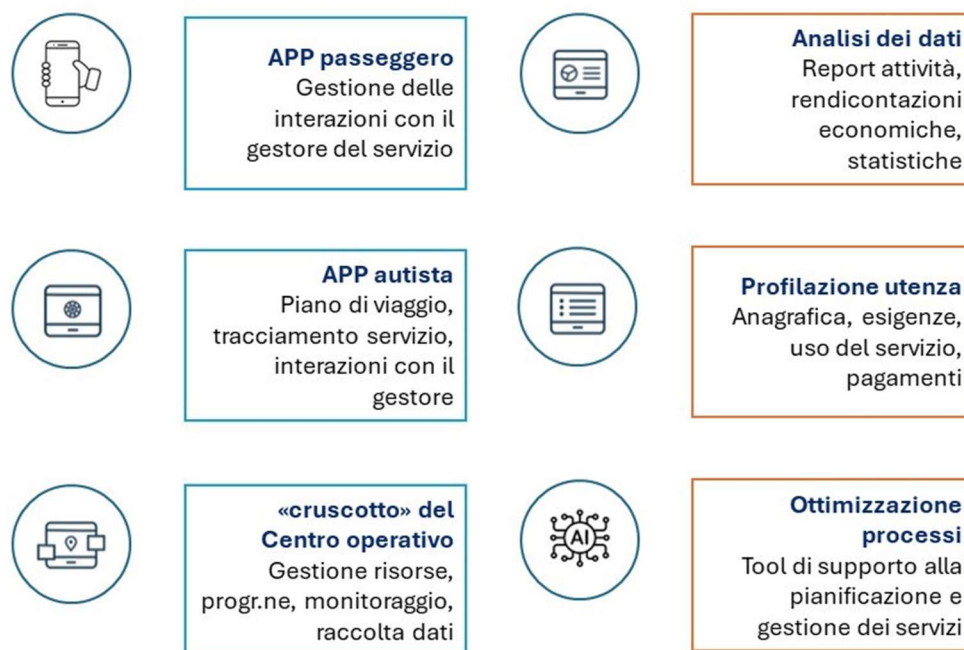 APP passeggero
Gestione delle
interazioni con il
gestore del servizio
Analisi dei dati
Report attività,
rendicontazioni
economiche,
statistiche
APP autista
Piano di viaggio,
tracciamento servizio,
interazioni con il
gestore
Profilazione utenza
Anagrafica, esigenze,
uso del servizio,
pagamenti
«cruscotto» del
Centro operativo
Gestione risorse,
progr.ne, monitoraggio,
raccolta dati
AI
Ottimizzazione
processi
Tool di supporto alla
pianificazione e
gestione dei servizi